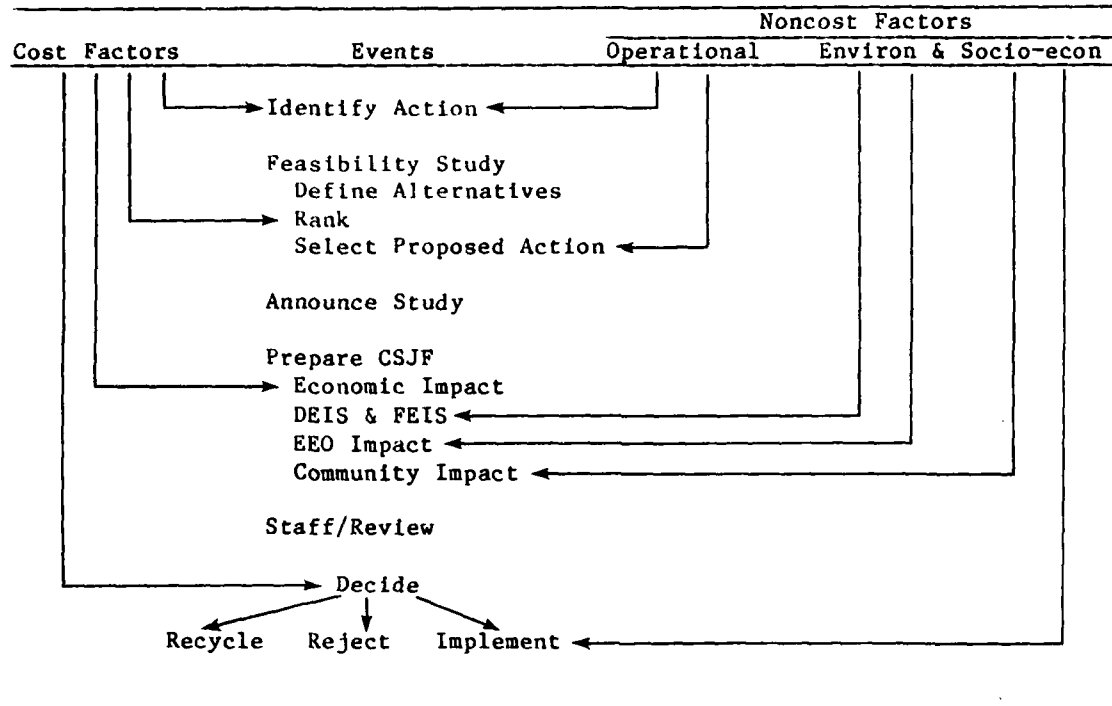 Noncost Factors
Cost Factors Events Operational Environ & Socio-econ
Identify Action
Feasibility Study
Define Alternatives
Rank
Select Proposed Action
Announce Study
Prepare CSJF
Economic Impact
DEIS & FEIS
EEO Impact
Community Impact
Staff/Review
Decide
Recycle Reject Implement